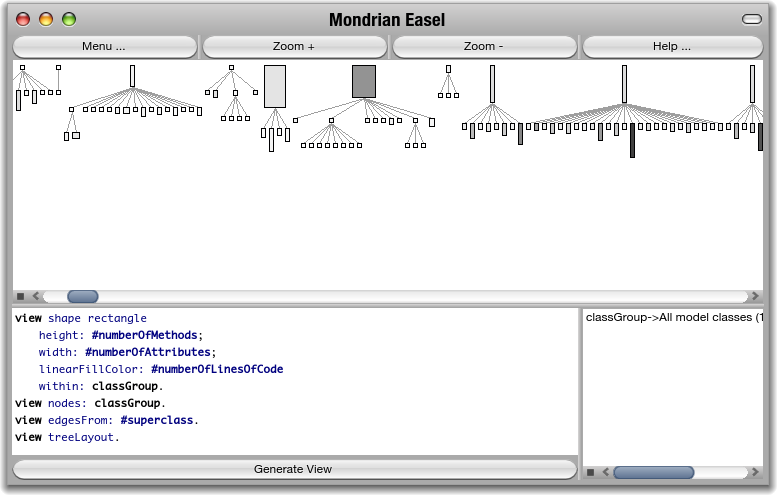 Mondrian Easel
Menu ...
Zoom +
Zoom -
Help ...
view shape rectangle
height: #numberOfMethods;
width: #numberOfAttributes;
linearFillColor: #numberOfLinesOfCode
within: classGroup.
view nodes: classGroup.
view edgesFrom: #superclass.
view treeLayout.
classGroup->All model classes (1
Generate View